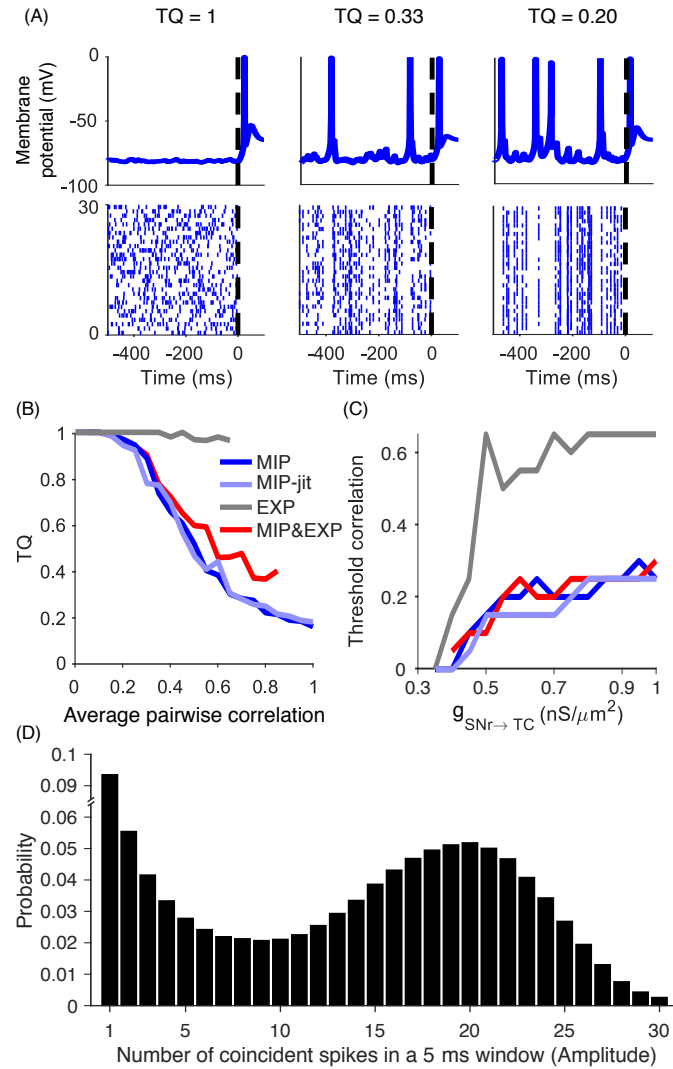 (A)
TQ = 1
TQ = 0.33
TQ = 0.20
Membrane
potential (mV)
0
-50
-100
30
0
-400
-200
0
-400
-200
0
-400
-200
0
Time (ms)
Time (ms)
Time (ms)
(B)
TQ
1
0.8
0.6
0.4
0.2
0
0
0.2
0.4
0.6
0.8
1
Average pairwise correlation
MIP
MIP-jit
EXP
MIP&EXP
(C)
Threshold correlation
0.6
0.4
0.2
0
0.3
0.5
0.7
0.9
1
g SNr→ TC (nS/μm²)
(D)
Probability
0.1
0.09
0.05
0.04
0.03
0.02
0.01
0
1
5
10
15
20
25
30
Number of coincident spikes in a 5 ms window (Amplitude)